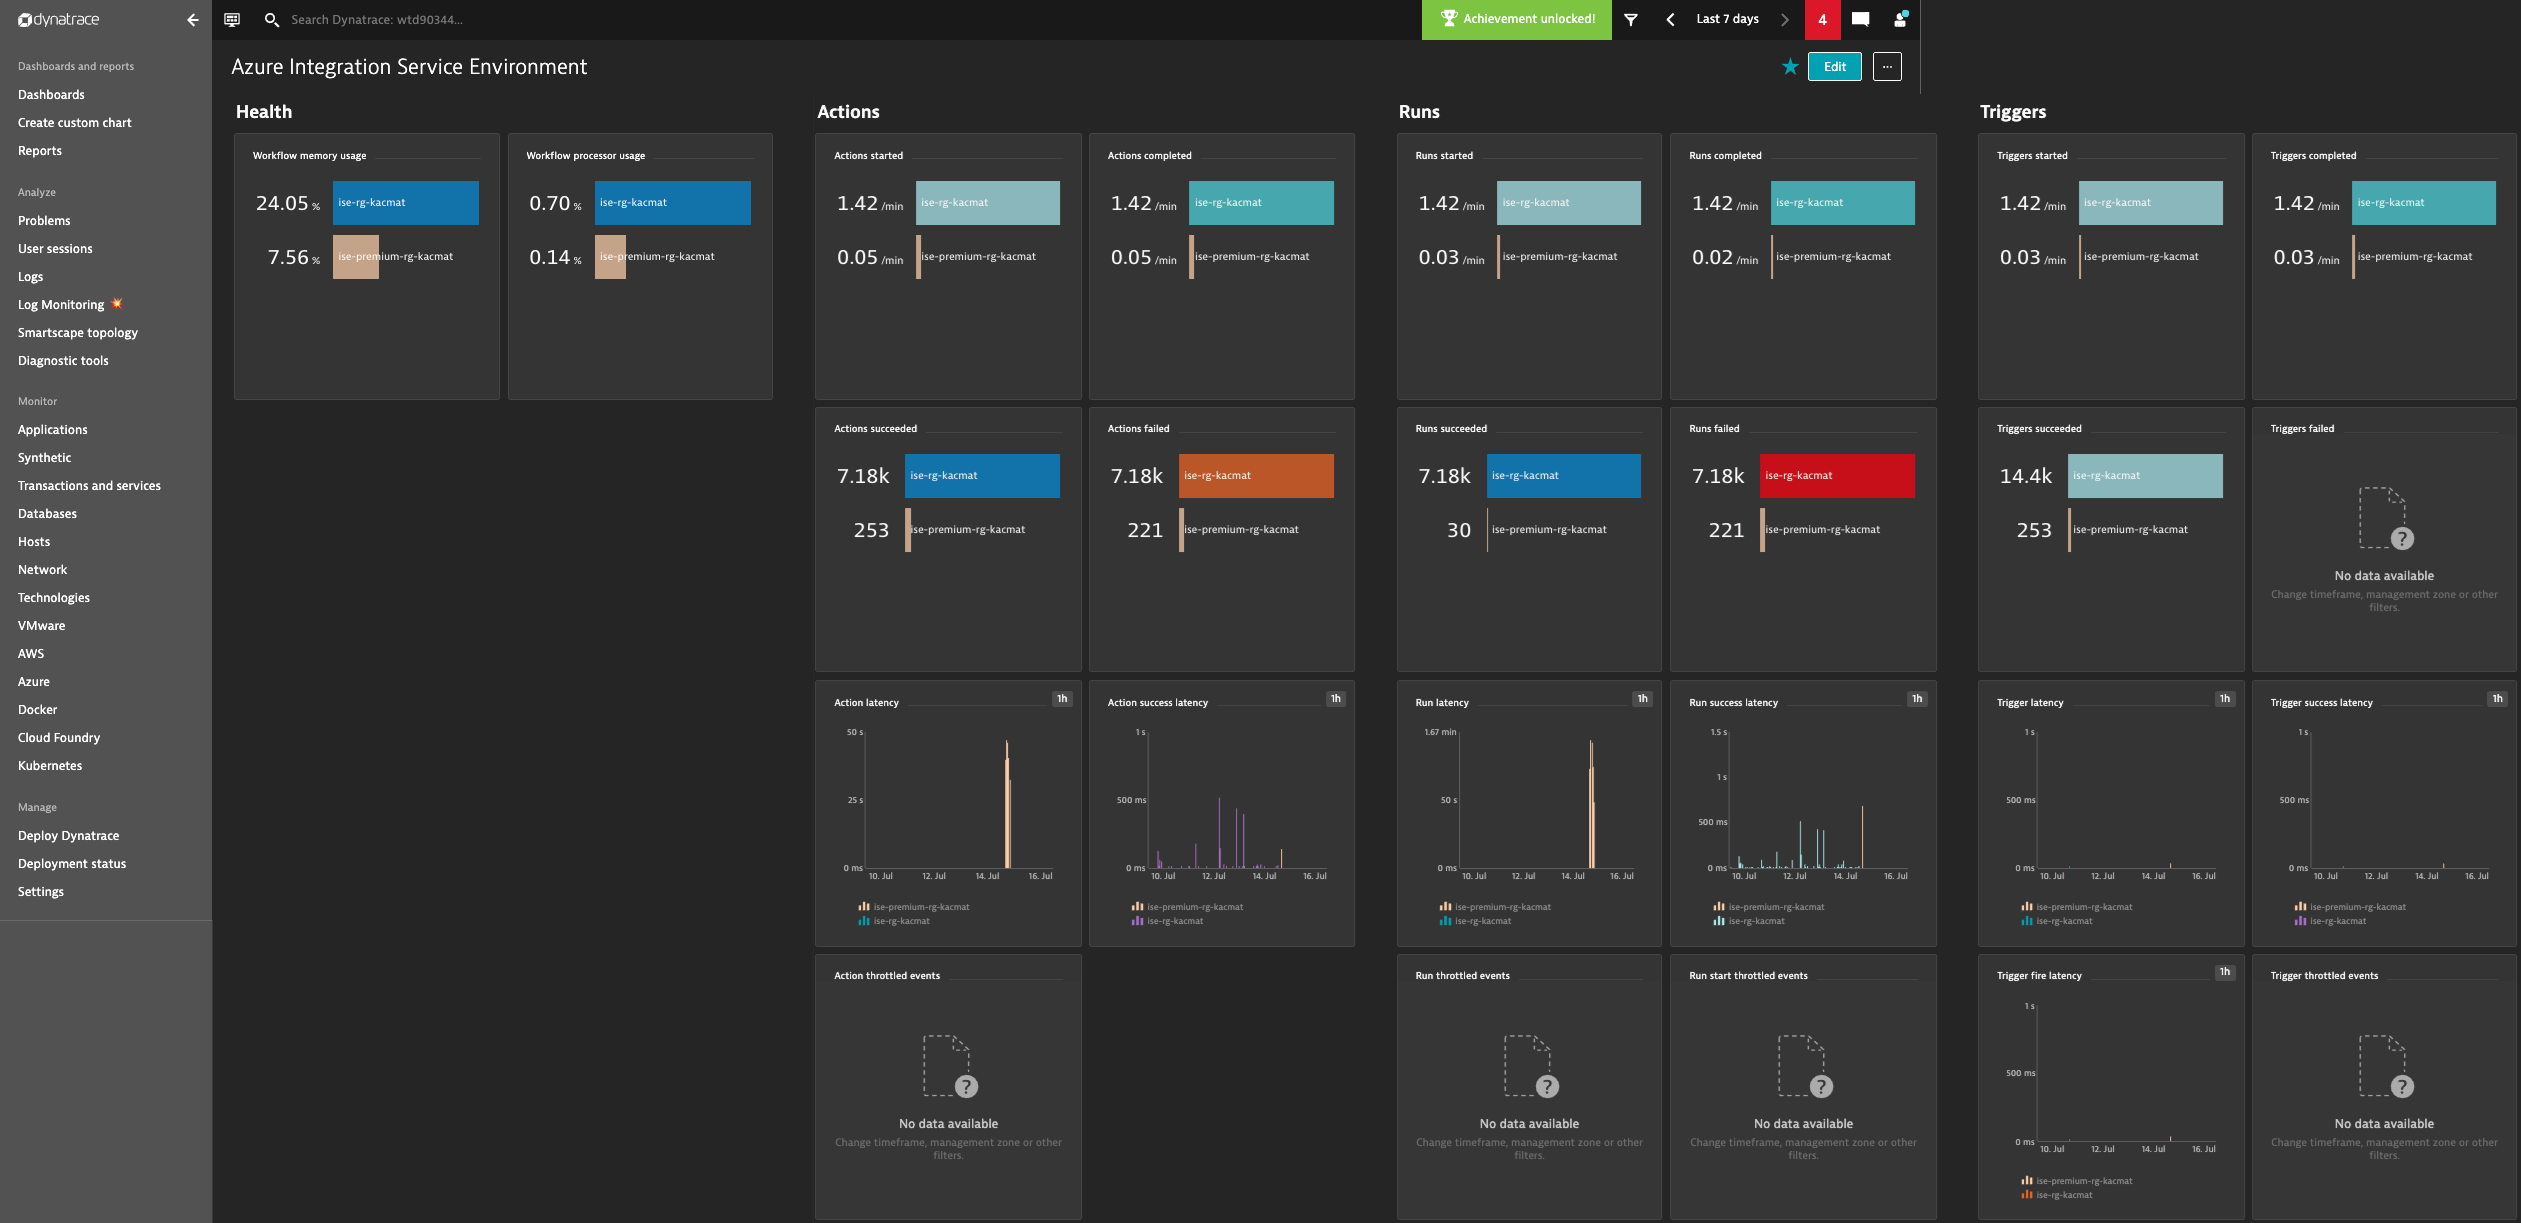 dynatrace
Search Dynatrace: wtd90344...
Achievement unlocked!
Last 7 days
4
Dashboards and reports
Dashboards
Create custom chart
Reports
Analyze
Problems
User sessions
Logs
Log Monitoring
Smartscape topology
Diagnostic tools
Monitor
Applications
Synthetic
Transactions and services
Databases
Hosts
Network
Technologies
VMware
AWS
Azure
Docker
Cloud Foundry
Kubernetes
Manage
Deploy Dynatrace
Deployment status
Settings
Azure Integration Service Environment
Edit
...
Health
Workflow memory usage
24.05 % ise-rg-kacmat
7.56 % ise-premium-rg-kacmat
Workflow processor usage
0.70 % ise-rg-kacmat
0.14 % ise-premium-rg-kacmat
Actions
Actions started
1.42 /min ise-rg-kacmat
0.05 /min ise-premium-rg-kacmat
Actions completed
1.42 /min ise-rg-kacmat
0.05 /min ise-premium-rg-kacmat
Actions succeeded
7.18k ise-rg-kacmat
253 ise-premium-rg-kacmat
Actions failed
7.18k ise-rg-kacmat
221 ise-premium-rg-kacmat
Action latency 1h
50 s
25 s
0 ms
10. Jul 12. Jul 14. Jul 16. Jul
ise-premium-rg-kacmat
ise-rg-kacmat
Action success latency 1h
1 s
500 ms
0 ms
10. Jul 12. Jul 14. Jul 16. Jul
ise-premium-rg-kacmat
ise-rg-kacmat
Action throttled events
?
No data available
Change timeframe, management zone or other
filters.
Runs
Runs started
1.42 /min ise-rg-kacmat
0.03 /min ise-premium-rg-kacmat
Runs completed
1.42 /min ise-rg-kacmat
0.02 /min ise-premium-rg-kacmat
Runs succeeded
7.18k ise-rg-kacmat
30 ise-premium-rg-kacmat
Runs failed
7.18k ise-rg-kacmat
221 ise-premium-rg-kacmat
Run latency 1h
1.67 min
50 s
0 ms
10. Jul 12. Jul 14. Jul 16. Jul
ise-premium-rg-kacmat
ise-rg-kacmat
Run success latency 1h
1.5 s
1 s
500 ms
0 ms
10. Jul 12. Jul 14. Jul 16. Jul
ise-premium-rg-kacmat
ise-rg-kacmat
Run throttled events
?
No data available
Change timeframe, management zone or other
filters.
Run start throttled events
?
No data available
Change timeframe, management zone or other
filters.
Triggers
Triggers started
1.42 /min ise-rg-kacmat
0.03 /min ise-premium-rg-kacmat
Triggers completed
1.42 /min ise-rg-kacmat
0.03 /min ise-premium-rg-kacmat
Triggers succeeded
14.4k ise-rg-kacmat
253 ise-premium-rg-kacmat
Triggers failed
?
No data available
Change timeframe, management zone or other
filters.
Trigger latency 1h
1 s
500 ms
0 ms
10. Jul 12. Jul 14. Jul 16. Jul
ise-premium-rg-kacmat
ise-rg-kacmat
Trigger success latency 1h
1 s
500 ms
0 ms
10. Jul 12. Jul 14. Jul 16. Jul
ise-premium-rg-kacmat
ise-rg-kacmat
Trigger fire latency 1h
1 s
500 ms
0 ms
10. Jul 12. Jul 14. Jul 16. Jul
ise-premium-rg-kacmat
ise-rg-kacmat
Trigger throttled events
?
No data available
Change timeframe, management zone or other
filters.